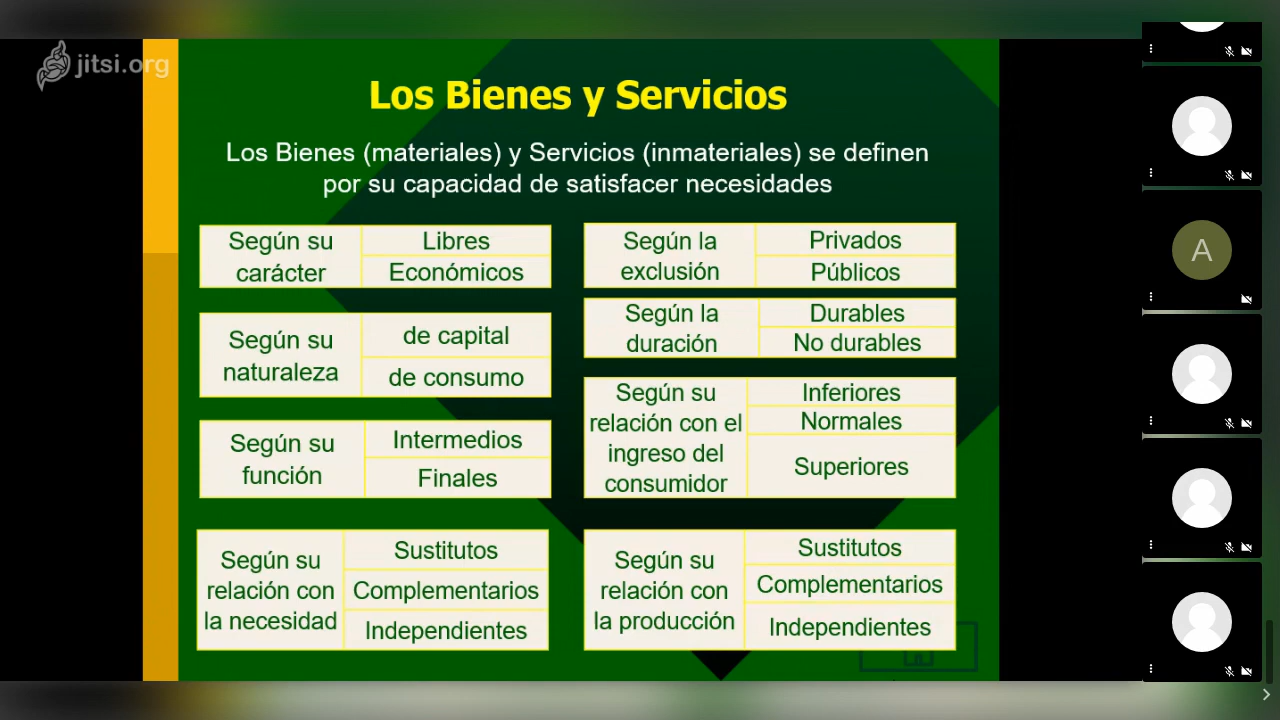 jitsi.org
Los Bienes y Servicios
Los Bienes (materiales) y Servicios (inmateriales) se definen
por su capacidad de satisfacer necesidades
Según su
carácter
Libres
Económicos
Según su
naturaleza
de capital
de consumo
Según su
función
Intermedios
Finales
Según su
relación con
la necesidad
Sustitutos
Complementarios
Independientes
Según la
exclusión
Privados
Públicos
Según la
duración
Durables
No durables
Según su
relación con el
ingreso del
consumidor
Inferiores
Normales
Superiores
Según su
relación con
la producción
Sustitutos
Complementarios
Independientes
A